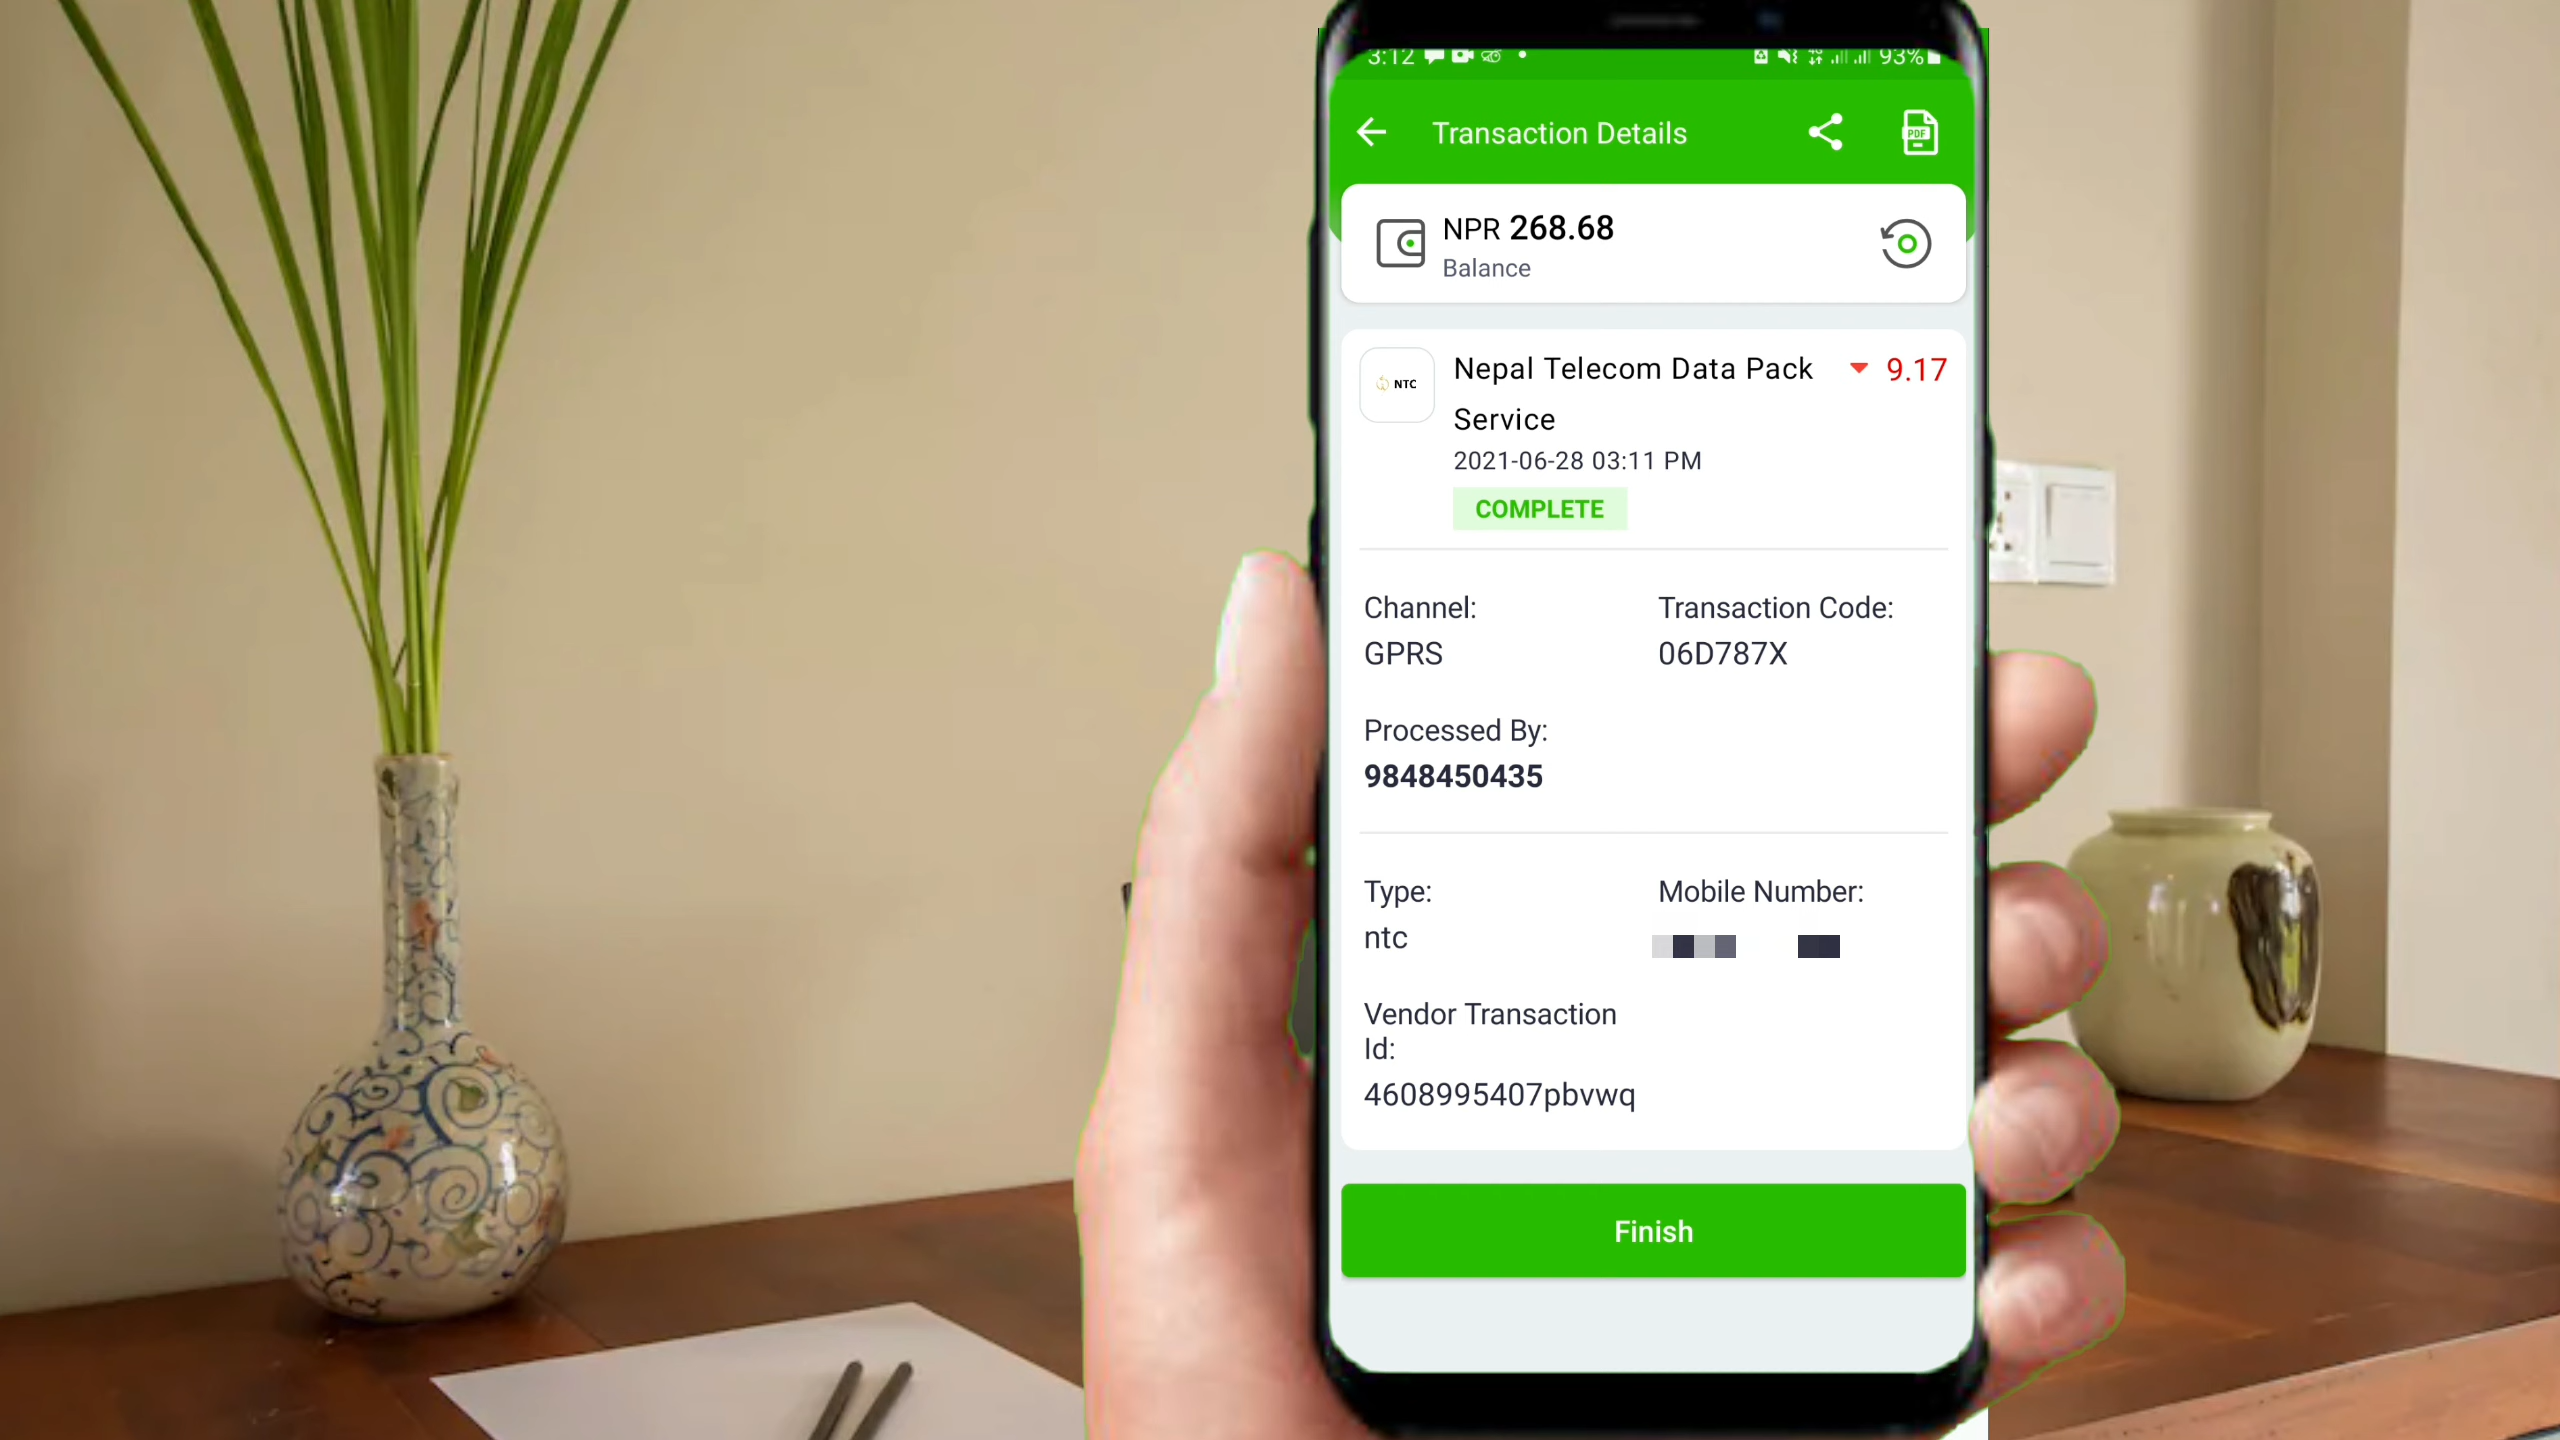 3:12 93%
Transaction Details
PDF
NPR 268.68
Balance
NTC
Nepal Telecom Data Pack 9.17
Service
2021-06-28 03:11 PM
COMPLETE
Channel: Transaction Code:
GPRS 06D787X
Processed By:
9848450435
Type: Mobile Number:
ntc
Vendor Transaction
Id:
4608995407pbvwq
Finish